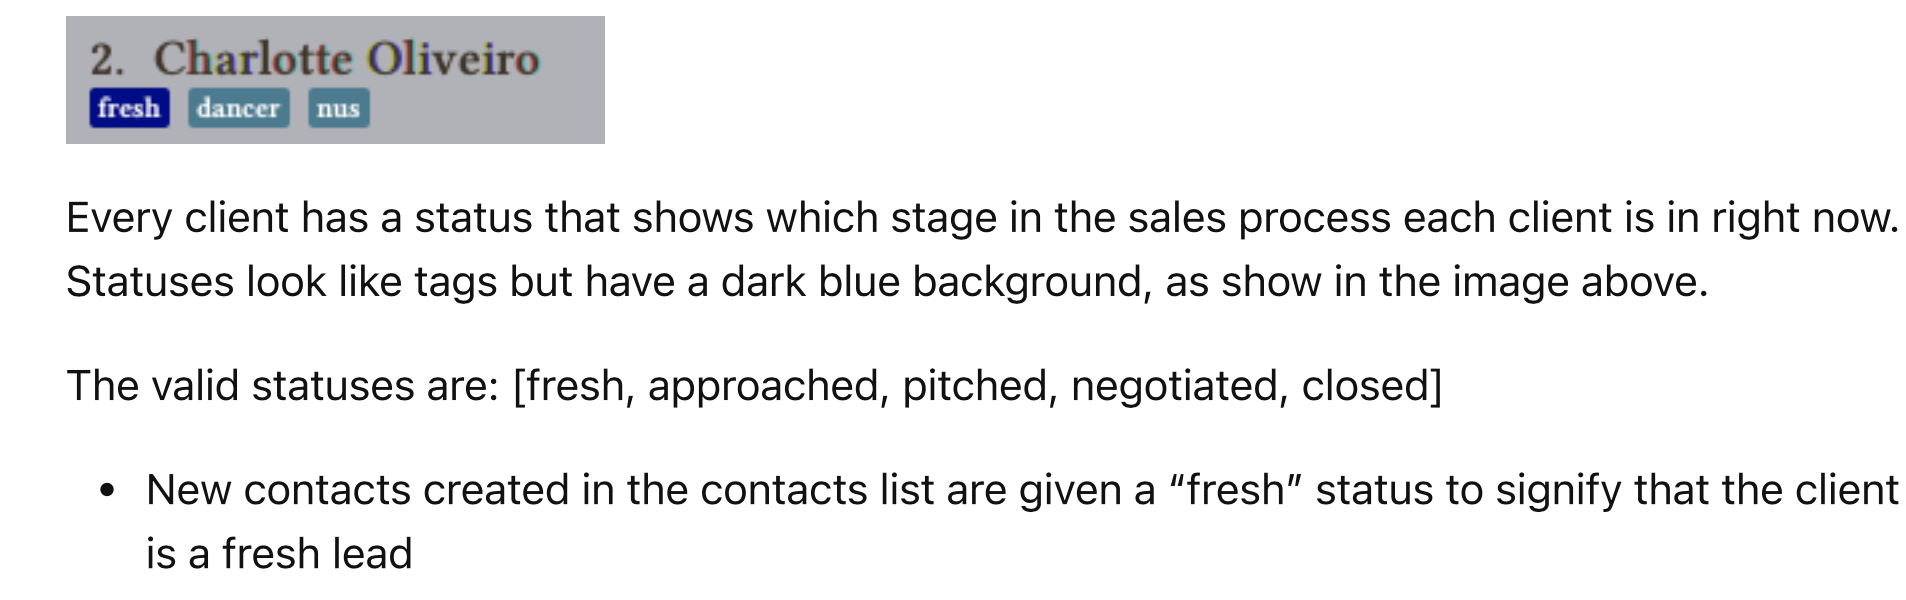 2. Charlotte Oliveiro
fresh dancer nus
Every client has a status that shows which stage in the sales process each client is in right now.
Statuses look like tags but have a dark blue background, as show in the image above.
The valid statuses are: [fresh, approached, pitched, negotiated, closed]
• New contacts created in the contacts list are given a “fresh” status to signify that the client
is a fresh lead